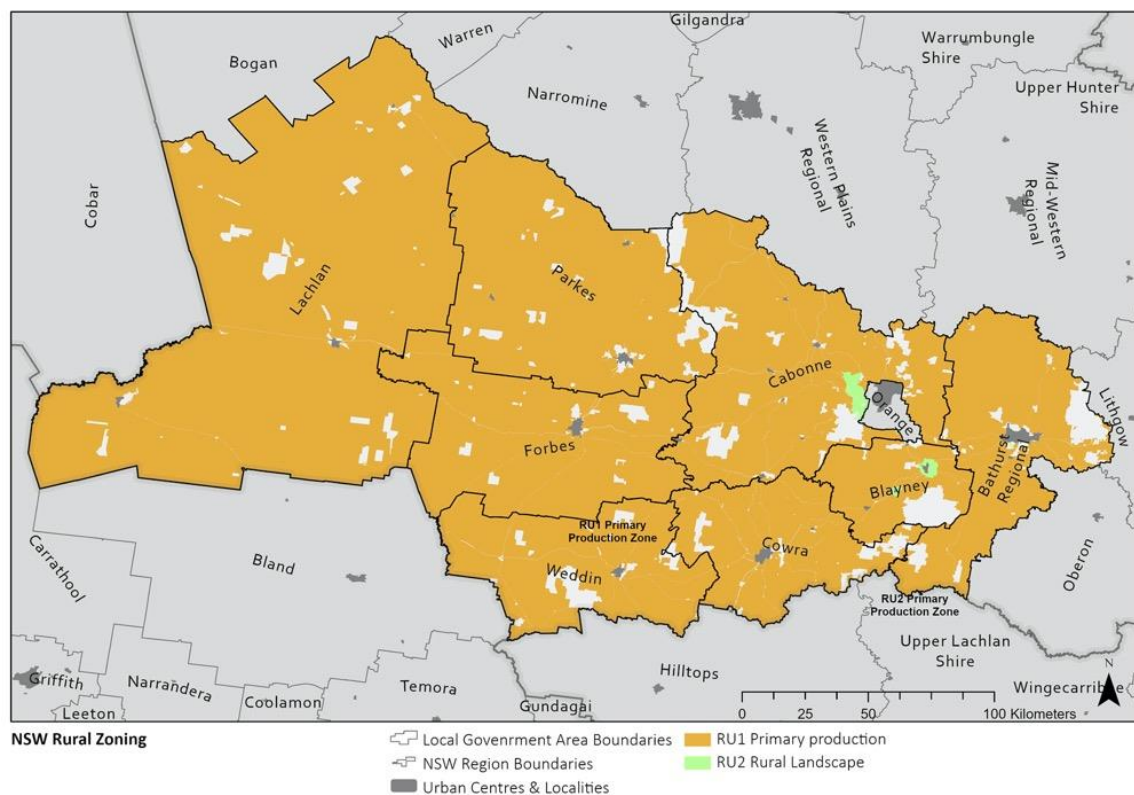 Gilgandra
Warren
Warrumbungle
Shire
Bogan
Upper Hunter
Shire
Narromine
Western Plains
Regional
Mid-Western
Regional
Cobar
Lachlan
Parkes
Cabonne
Orange
Lithgow
Forbes
Bathurst
Regional
Blayney
RU1 Primary
Production Zone
Cowra
Carrathool
Bland
Weddin
Oberon
RU2 Primary
Production Zone
Upper Lachlan
Shire
Hilltops
Griffith
Narrandera
Coolamon
Temora
Wingecarribee
N
Leeton
Gundagai
0 25 50 100 Kilometers
NSW Rural Zoning
Local Govenrment Area Boundaries
RU1 Primary production
NSW Region Boundaries
RU2 Rural Landscape
Urban Centres & Localities